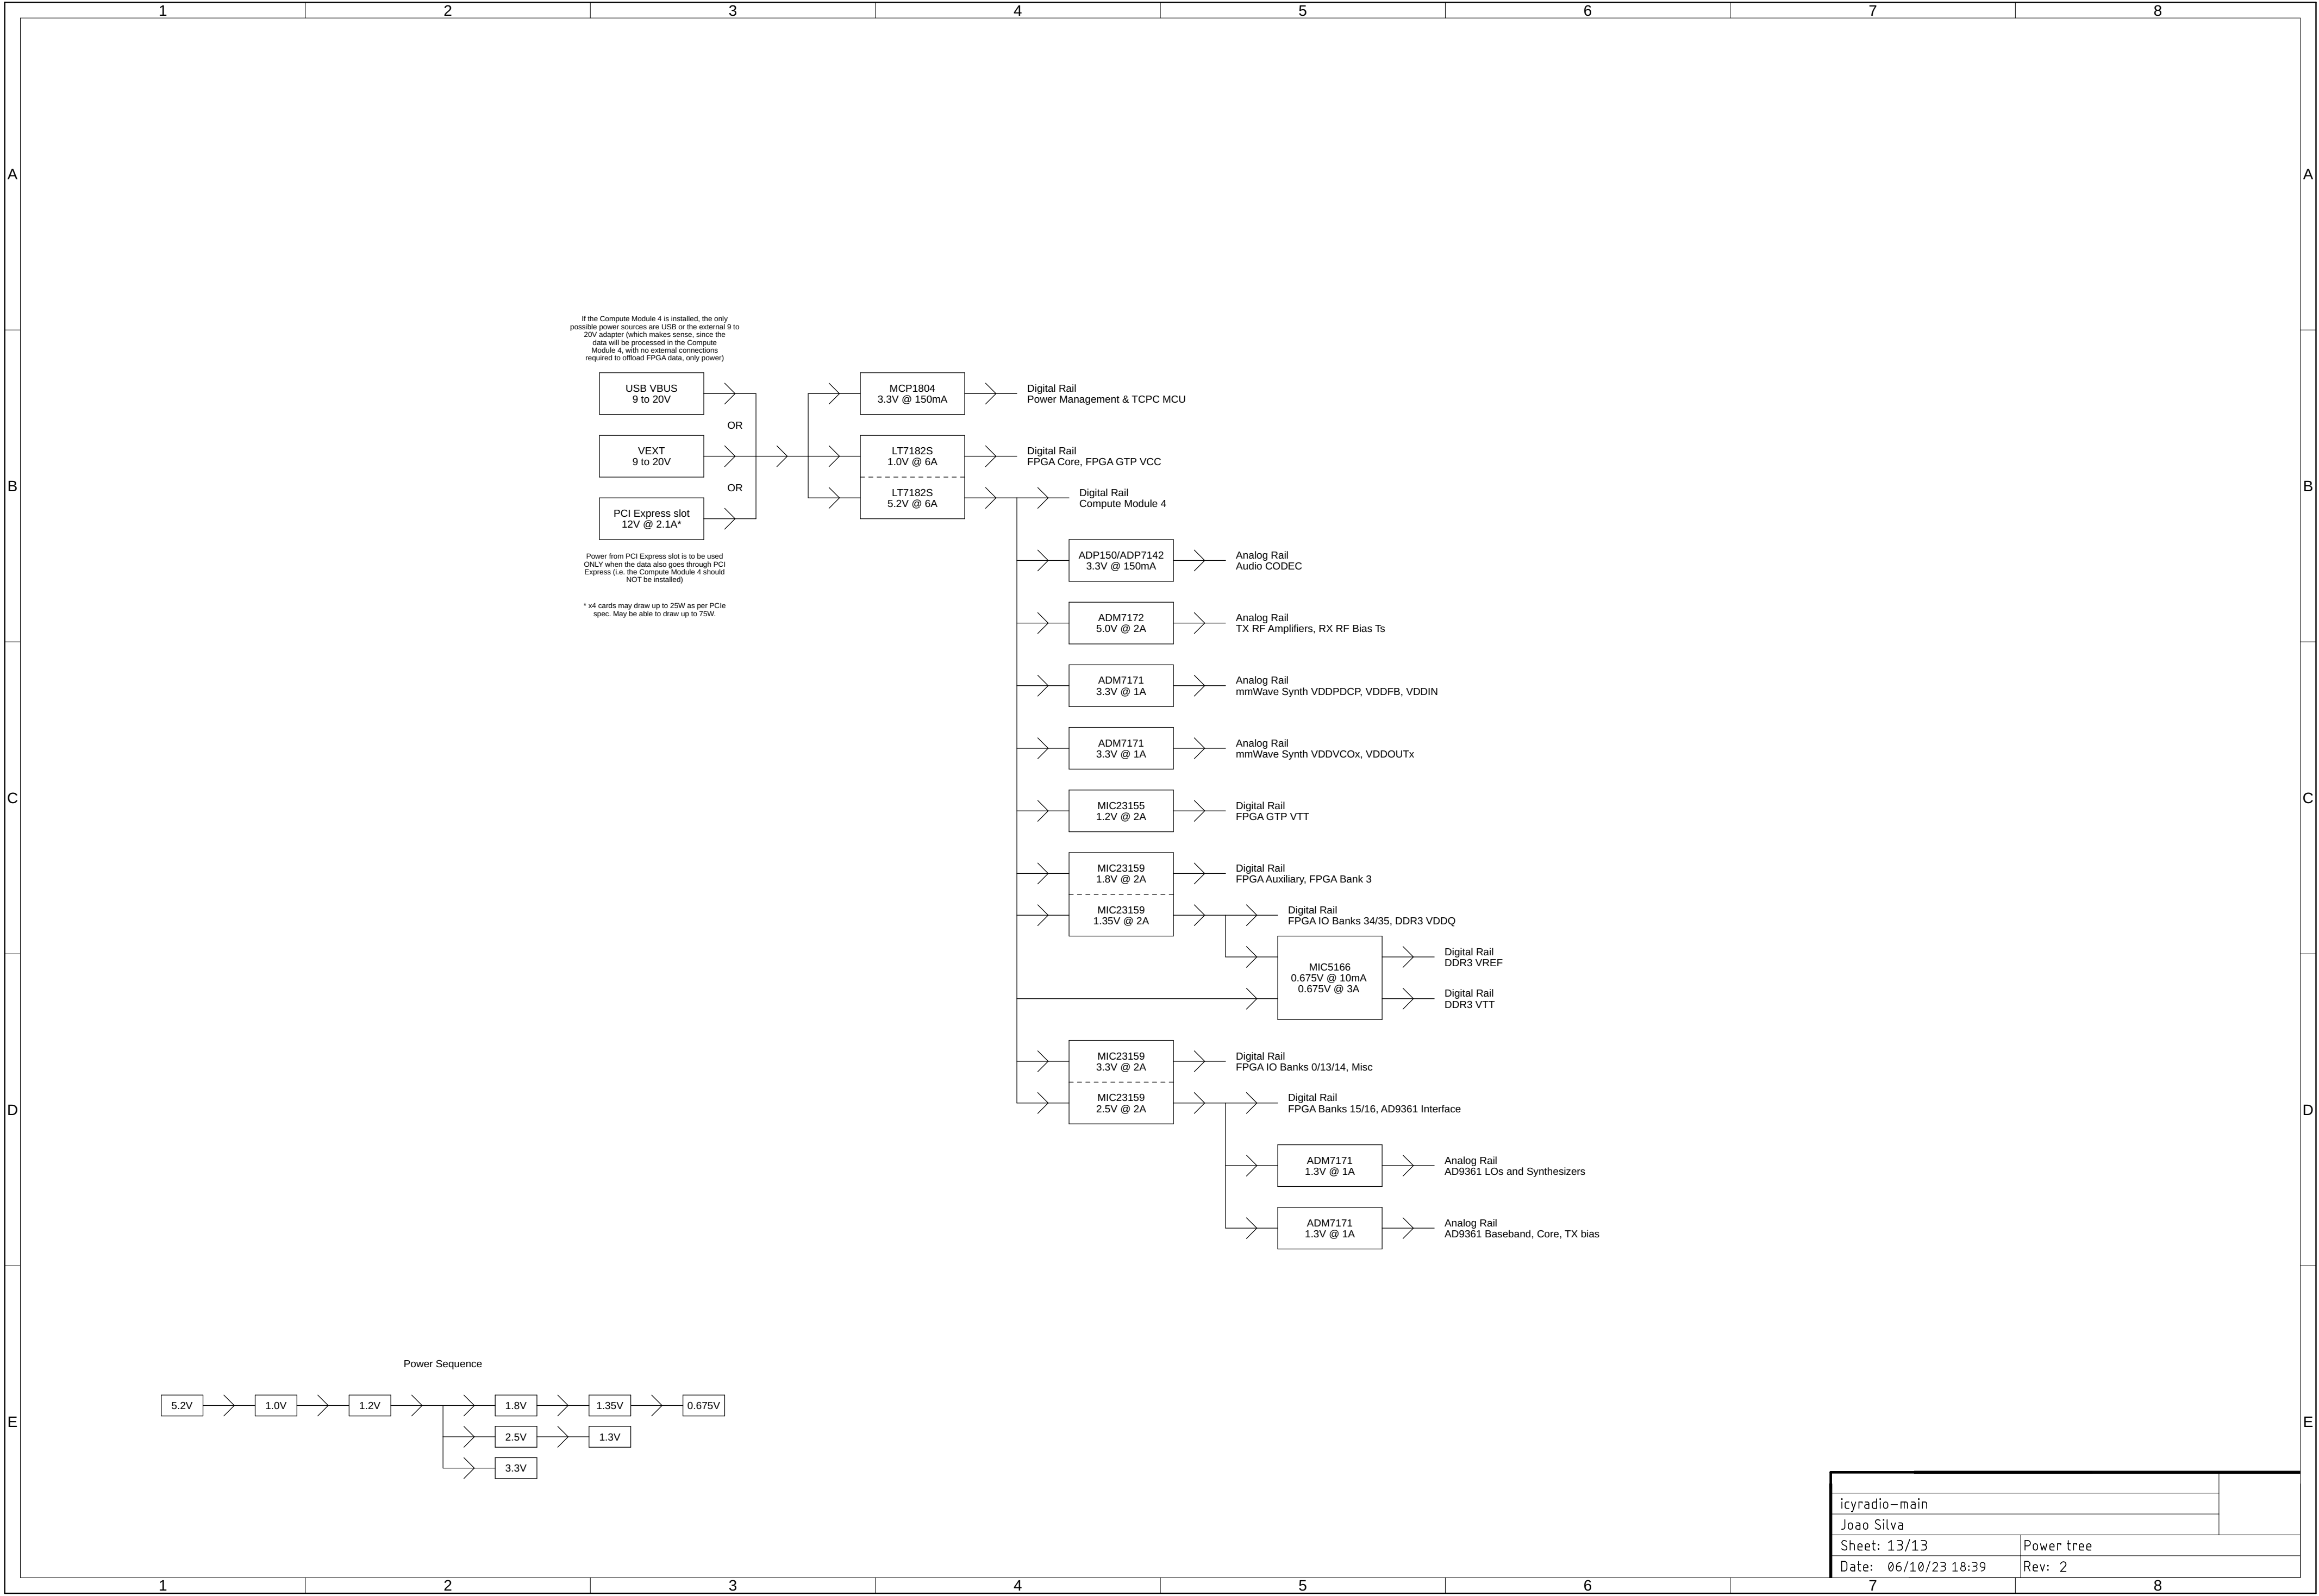 1 2 3 4 5 6 7 8
A A
If the Compute Module 4 is installed, the only
possible power sources are USB or the external 9 to
20V adapter (which makes sense, since the
data will be processed in the Compute
Module 4, with no external connections
required to offload FPGA data, only power)
USB VBUS
9 to 20V
MCP1804
3.3V @ 150mA
Digital Rail
Power Management & TCPC MCU
OR
VEXT
9 to 20V
LT7182S
1.0V @ 6A
Digital Rail
FPGA Core, FPGA GTP VCC
B B
OR
LT7182S
5.2V @ 6A
Digital Rail
Compute Module 4
PCI Express slot
12V @ 2.1A*
Power from PCI Express slot is to be used
ONLY when the data also goes through PCI
Express (i.e. the Compute Module 4 should
NOT be installed)
* x4 cards may draw up to 25W as per PCIe
spec. May be able to draw up to 75W.
ADP150/ADP7142
3.3V @ 150mA
Analog Rail
Audio CODEC
ADM7172
5.0V @ 2A
Analog Rail
TX RF Amplifiers, RX RF Bias Ts
ADM7171
3.3V @ 1A
Analog Rail
mmWave Synth VDDPDCP, VDDFB, VDDIN
ADM7171
3.3V @ 1A
Analog Rail
mmWave Synth VDDVCOx, VDDOUTx
C C
MIC23155
1.2V @ 2A
Digital Rail
FPGA GTP VTT
MIC23159
1.8V @ 2A
Digital Rail
FPGA Auxiliary, FPGA Bank 3
MIC23159
1.35V @ 2A
Digital Rail
FPGA IO Banks 34/35, DDR3 VDDQ
MIC5166
0.675V @ 10mA
0.675V @ 3A
Digital Rail
DDR3 VREF
Digital Rail
DDR3 VTT
MIC23159
3.3V @ 2A
Digital Rail
FPGA IO Banks 0/13/14, Misc
D D
MIC23159
2.5V @ 2A
Digital Rail
FPGA Banks 15/16, AD9361 Interface
ADM7171
1.3V @ 1A
Analog Rail
AD9361 LOs and Synthesizers
ADM7171
1.3V @ 1A
Analog Rail
AD9361 Baseband, Core, TX bias
Power Sequence
5.2V 1.0V 1.2V 1.8V 1.35V 0.675V
E E
2.5V 1.3V
3.3V
icyradio-main
Joao Silva
Sheet: 13/13 Power tree
Date: 06/10/23 18:39 Rev: 2
1 2 3 4 5 6 7 8